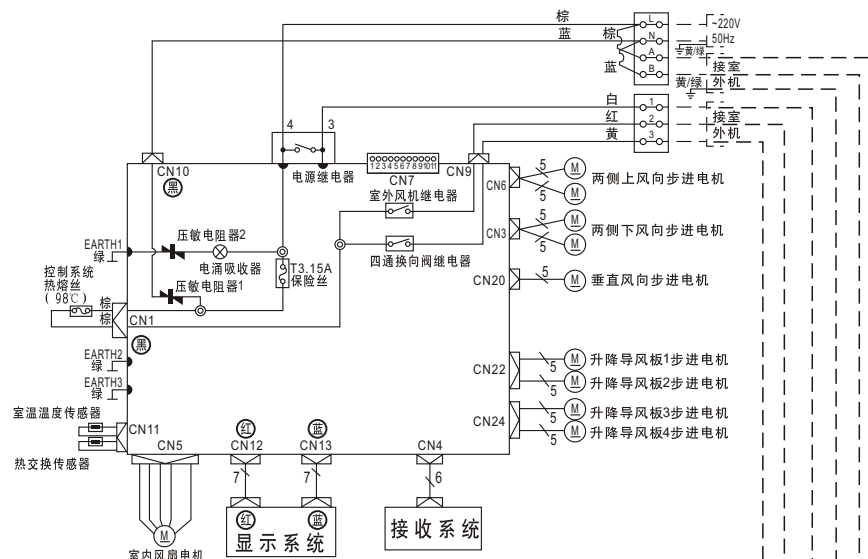 棕
L
~220V
蓝
棕
N
50Hz
黄/绿
A
接室
蓝
B
黄/绿
外机
白
1
红
2
接室
黄
3
外机
4
3
1234567891011
CN10
黑
电源继电器
CN7
CN9
室外风机继电器
CN6
5
M
5
M
两侧上风向步进电机
CN3
5
M
5
M
两侧下风向步进电机
EARTH1
绿
压敏电阻器2
电涌吸收器
四通换向阀继电器
T3.15A
保险丝
CN20
5
M
垂直风向步进电机
控制系统
热熔丝
(98℃)
压敏电阻器1
棕
棕
CN1
黑
EARTH2
绿
EARTH3
绿
CN22
5
M
升降导风板1步进电机
5
M
升降导风板2步进电机
CN24
5
M
升降导风板3步进电机
5
M
升降导风板4步进电机
室温温度传感器
CN11
热交换传感器
CN5
红
CN12
蓝
CN13
CN4
7
7
6
红
蓝
显示系统
接收系统
M
室内风扇电机